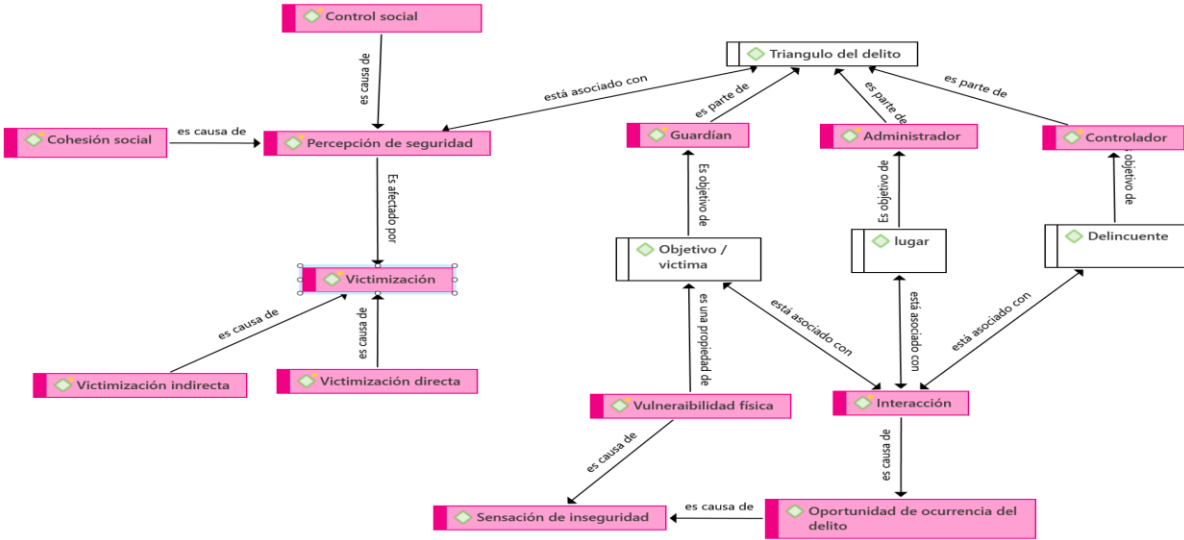 Control social
es causa de
Triangulo del delito
está asociado con
es parte de
es parte de
es parte de
Cohesión social
es causa de
Percepción de seguridad
Guardían
Administrador
Controlador
Es afectado por
Es objetivo de
Es objetivo de
Es objetivo de
Objetivo /
victima
lugar
Delincuente
Victimización
es causa de
es causa de
es una propiedad de
está asociado con
está asociado con
está asociado con
Victimización indirecta
Victimización directa
Vulneraibilidad física
Interacción
es causa de
es causa de
Sensación de inseguridad
es causa de
Oportunidad de ocurrencia del
delito